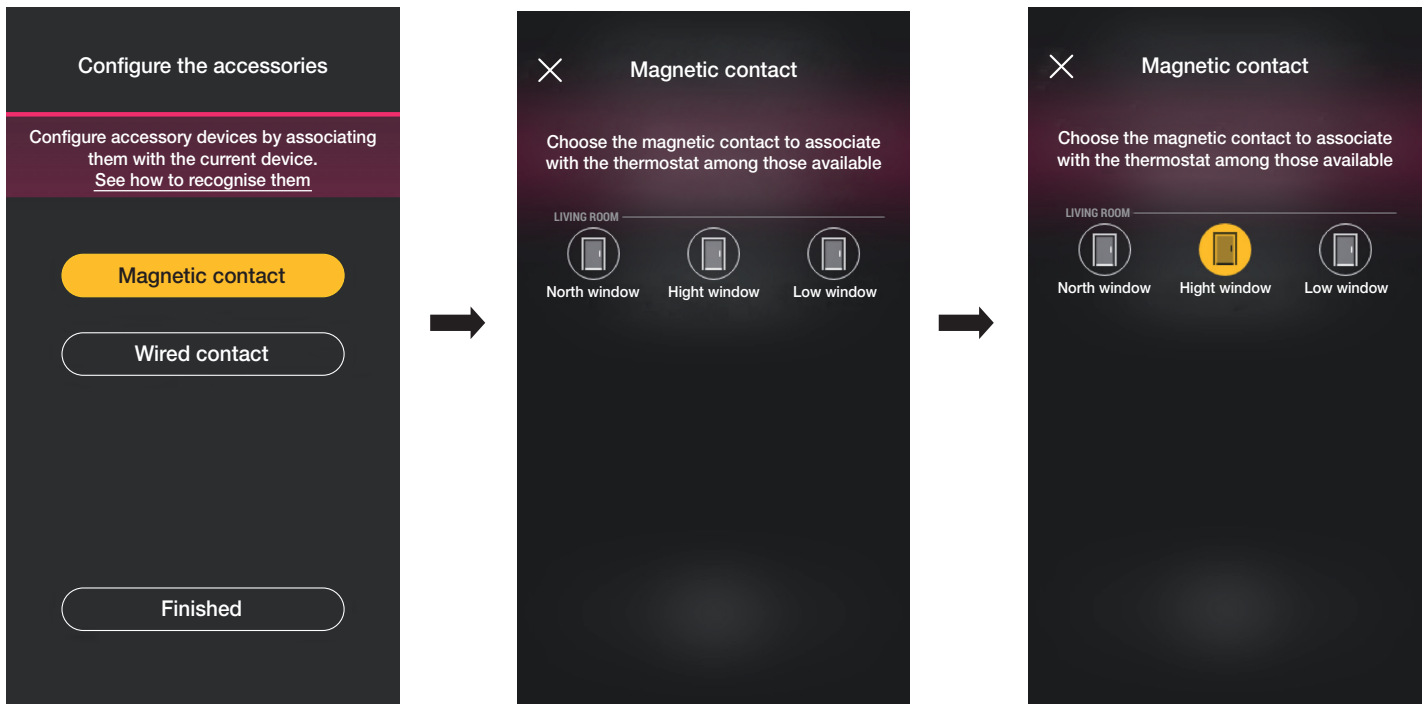 Configure the accessories
Configure accessory devices by associating
them with the current device.
See how to recognise them
Magnetic contact
Wired contact
Finished
Magnetic contact
Choose the magnetic contact to associate
with the thermostat among those available
LIVING ROOM
North window Hight window Low window
Magnetic contact
Choose the magnetic contact to associate
with the thermostat among those available
LIVING ROOM
North window Hight window Low window